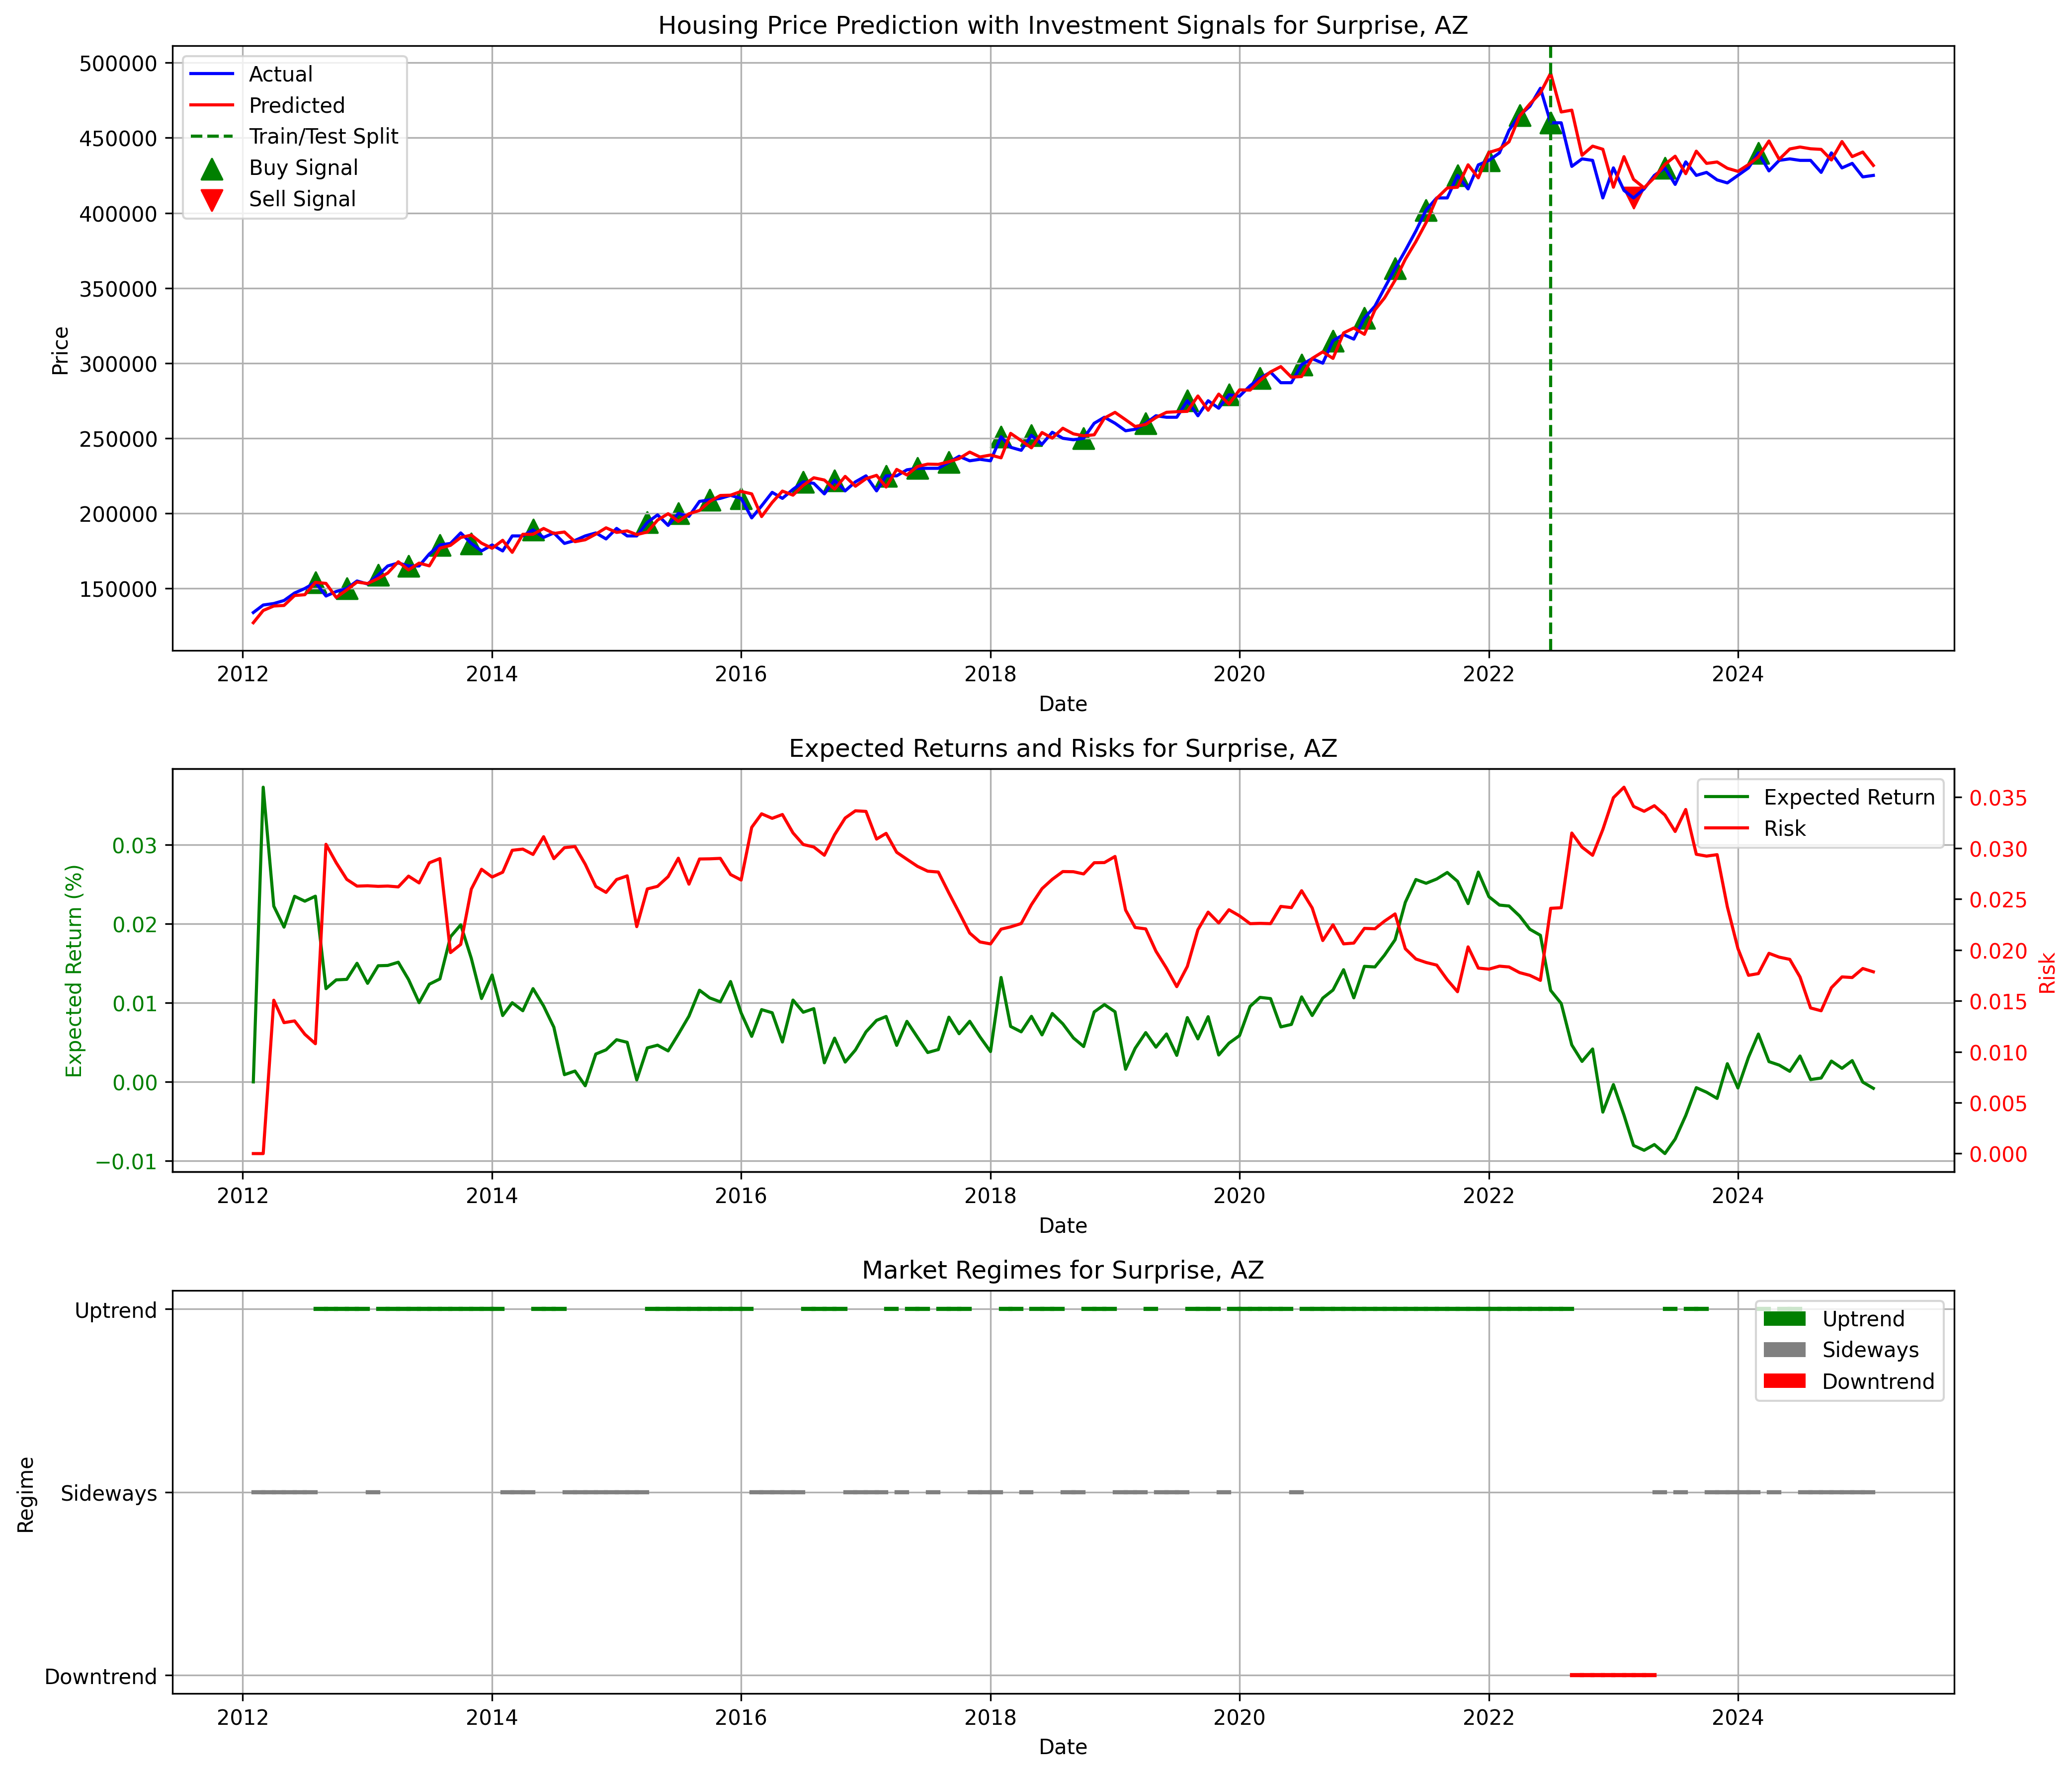 Housing Price Prediction with Investment Signals for Surprise, AZ
Actual
Predicted
Train/Test Split
Buy Signal
Sell Signal
500000
450000
400000
350000
300000
250000
200000
150000
Price
2012 2014 2016 2018 2020 2022 2024
Date
Expected Returns and Risks for Surprise, AZ
Expected Return
Risk
0.03
0.02
0.01
0.00
−0.01
Expected Return (%)
0.035
0.030
0.025
0.020
0.015
0.010
0.005
0.000
Risk
2012 2014 2016 2018 2020 2022 2024
Date
Market Regimes for Surprise, AZ
Uptrend
Sideways
Downtrend
Uptrend
Sideways
Downtrend
Regime
2012 2014 2016 2018 2020 2022 2024
Date